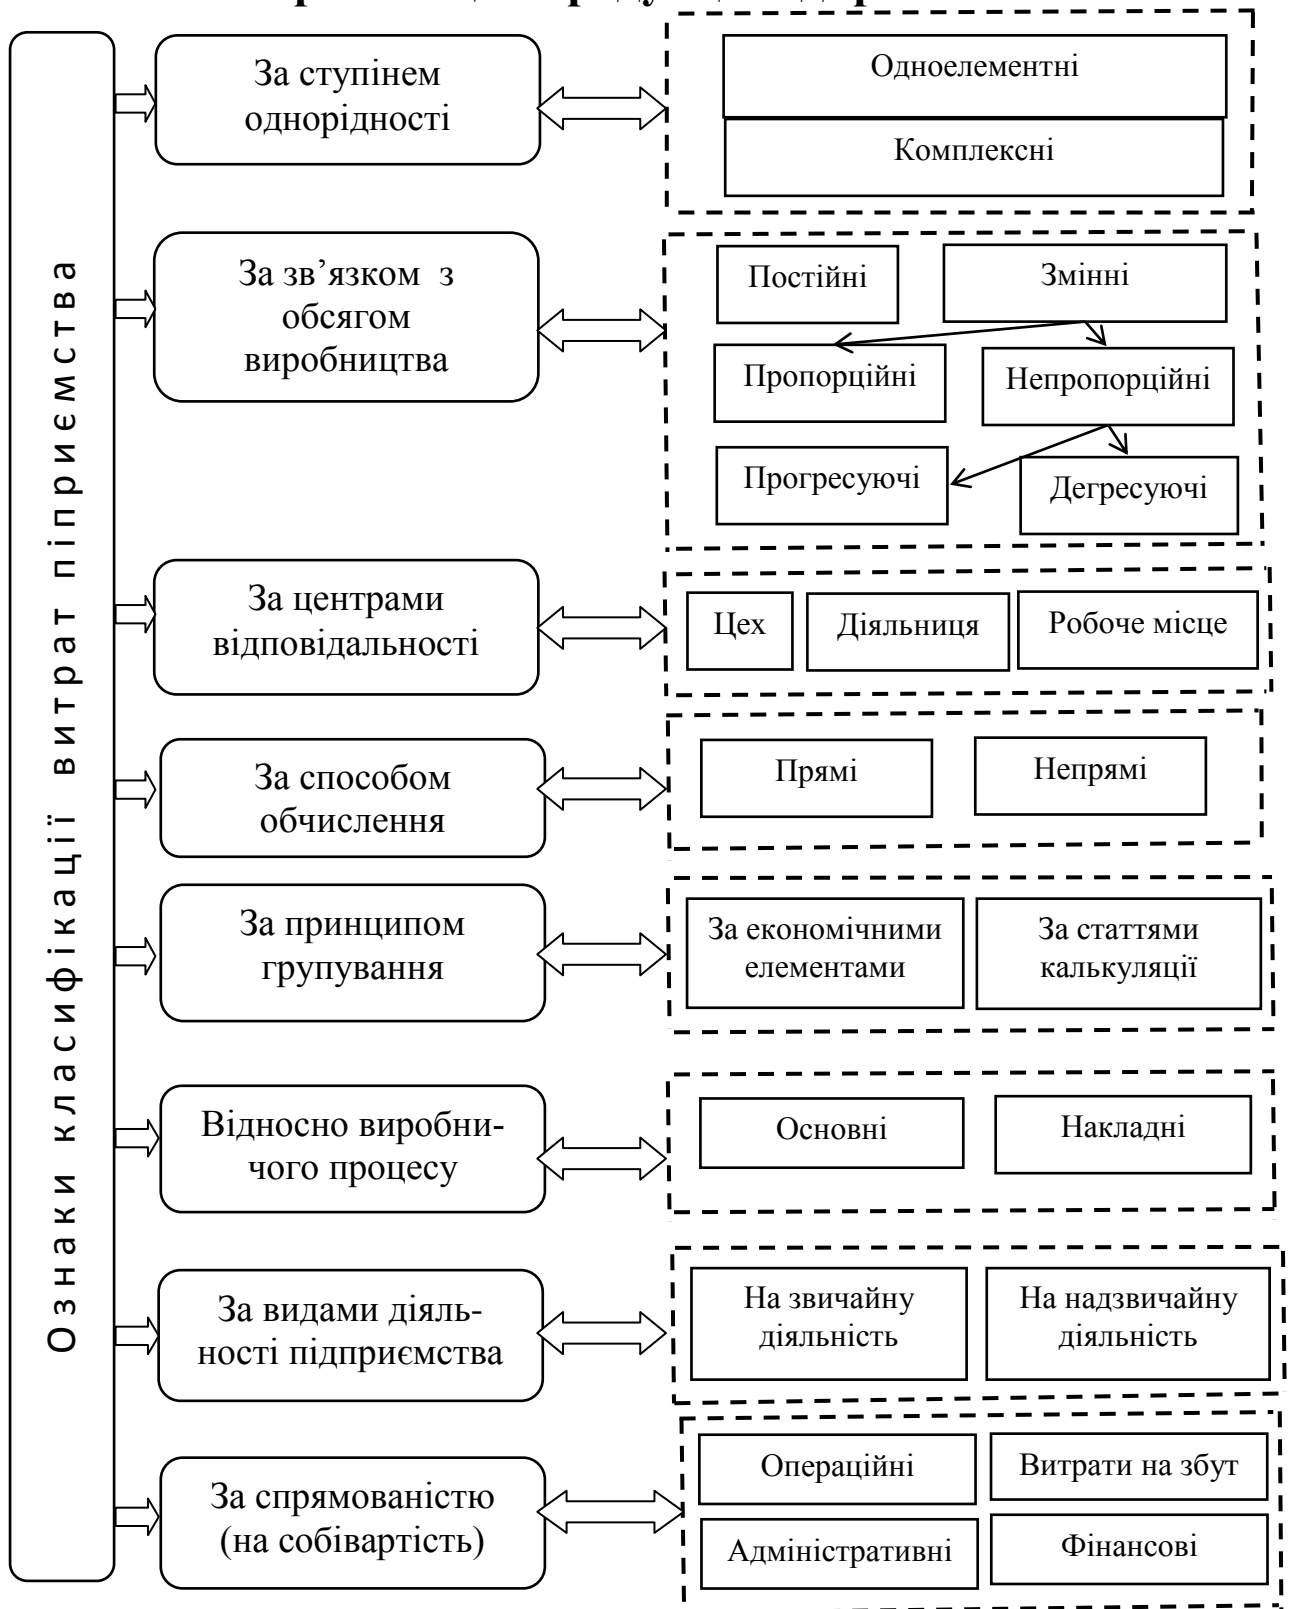 Ознаки класифікації витрат піприємства
За ступінем
однорідності
Одноелементні
Комплексні
За зв’язком з
обсягом
виробництва
Постійні
Змінні
Пропорційні
Непропорційні
Прогресуючі
Дегресуючі
За центрами
відповідальності
Цех
Діяльниця
Робоче місце
За способом
обчислення
Прямі
Непрямі
За принципом
групування
За економічними
елементами
За статтями
калькуляції
Відносно виробни-
чого процесу
Основні
Накладні
За видами діяль-
ності підприємства
На звичайну
діяльність
На надзвичайну
діяльність
За спрямованістю
(на собівартість)
Операційні
Витрати на збут
Адміністративні
Фінансові